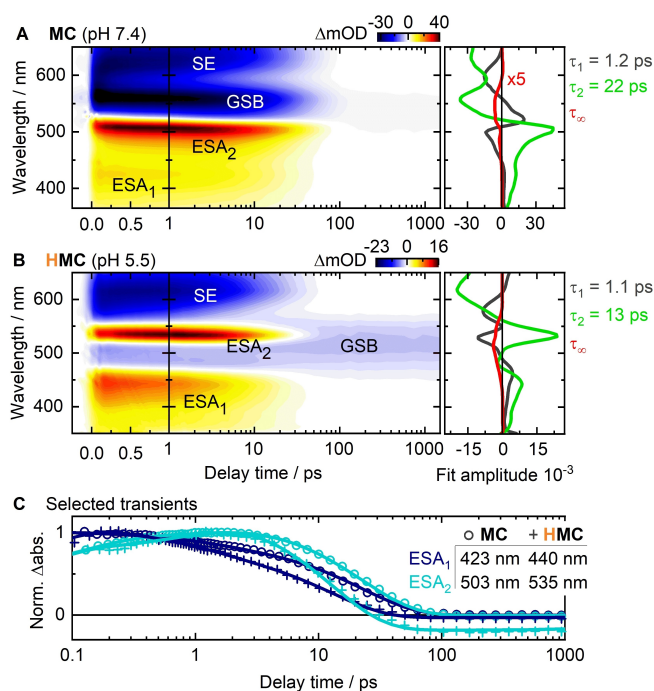 A MC (pH 7.4) ΔmOD -30 0 40
Wavelength / nm
600
500
400
SE
GSB
ESA2
ESA1
0.0 0.5 1 10 100 1000
x5
τ1 = 1.2 ps
τ2 = 22 ps
τ∞
-30 0 30
B HMC (pH 5.5) ΔmOD -23 0 16
Wavelength / nm
600
500
400
SE
ESA2
GSB
ESA1
0.0 0.5 1 10 100 1000
Delay time / ps
τ1 = 1.1 ps
τ2 = 13 ps
τ∞
-15 0 15
Fit amplitude 10-3
C Selected transients
Norm. Δabs.
1
0
MC + HMC
ESA1 423 nm 440 nm
ESA2 503 nm 535 nm
0.1 1 10 100 1000
Delay time / ps